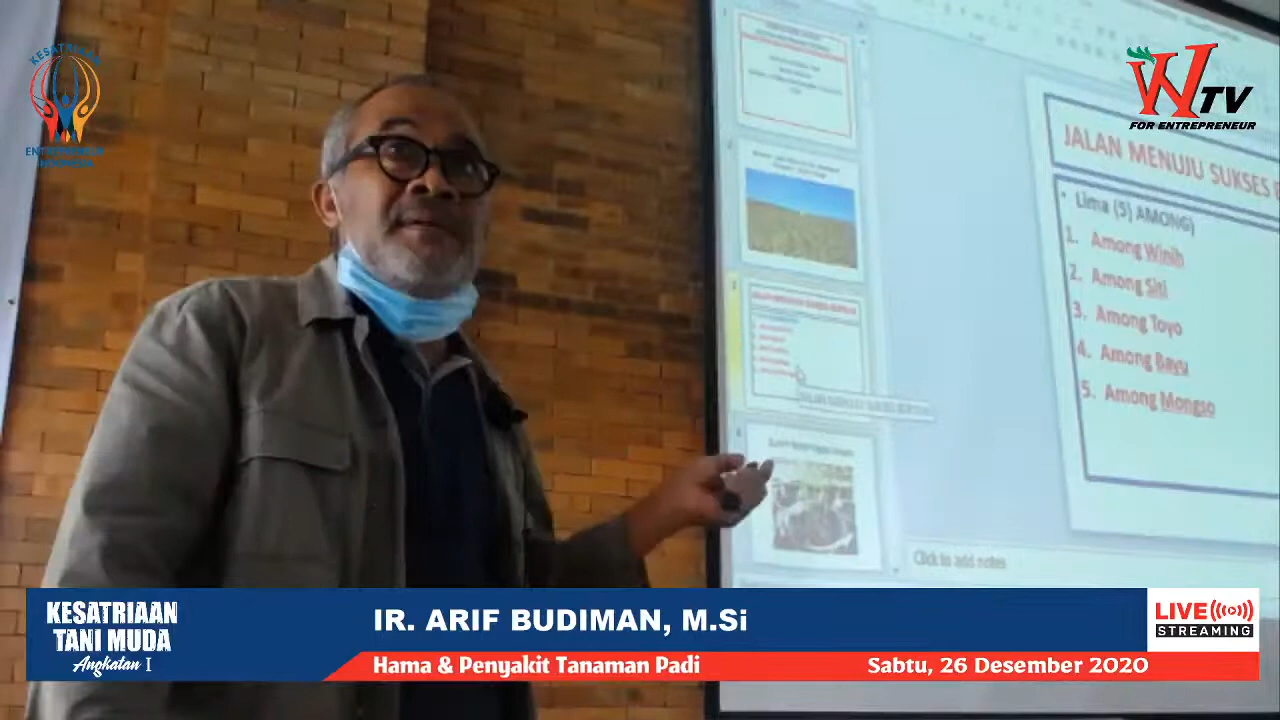 KESATRIAAN
ENTREPRENEUR
INDONESIA
WTV
FOR ENTREPRENEUR
JALAN MENUJU SUKSES
• Lima (5) AMONG)
1. Among Winih
2. Among Siti
3. Among Toyo
4. Among Bayu
5. Among Mongso
Click to add notes
KESATRIAAN
TANI MUDA
Angkatan I
IR. ARIF BUDIMAN, M.Si
Hama & Penyakit Tanaman Padi
Sabtu, 26 Desember 2020
LIVE
STREAMING